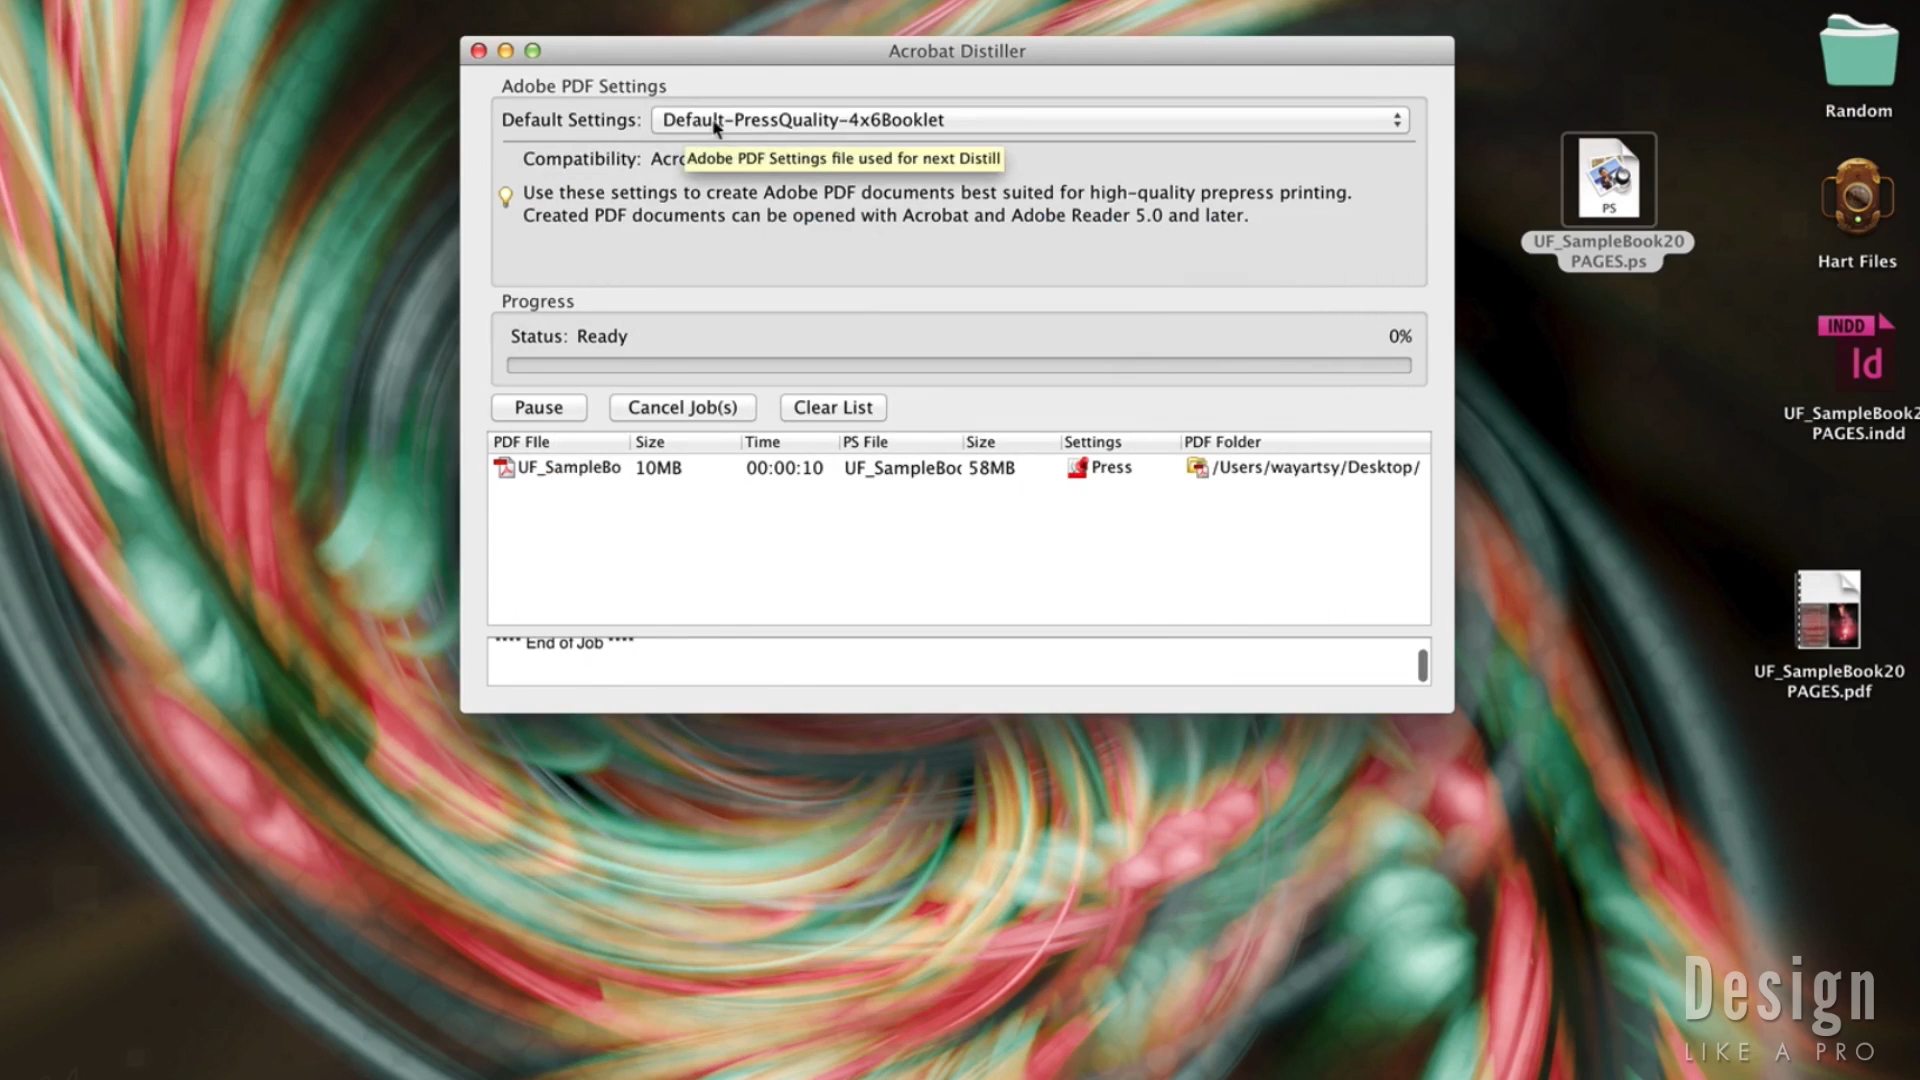 Acrobat Distiller
Adobe PDF Settings
Default Settings: Default-PressQuality-4x6Booklet
Compatibility: Acro
Adobe PDF Settings file used for next Distill
Use these settings to create Adobe PDF documents best suited for high-quality prepress printing.
Created PDF documents can be opened with Acrobat and Adobe Reader 5.0 and later.
Progress
Status: Ready 0%
Pause Cancel Job(s) Clear List
PDF FIle Size Time PS File Size Settings PDF Folder
UF_SampleBo 10MB 00:00:10 UF_SampleBoo 58MB Press /Users/wayartsy/Desktop/
**** End of Job ****
Random
PS
UF_SampleBook20
PAGES.ps
Hart Files
INDD
Id
UF_SampleBook2
PAGES.indd
UF_SampleBook20
PAGES.pdf
Design
LIKE A PRO